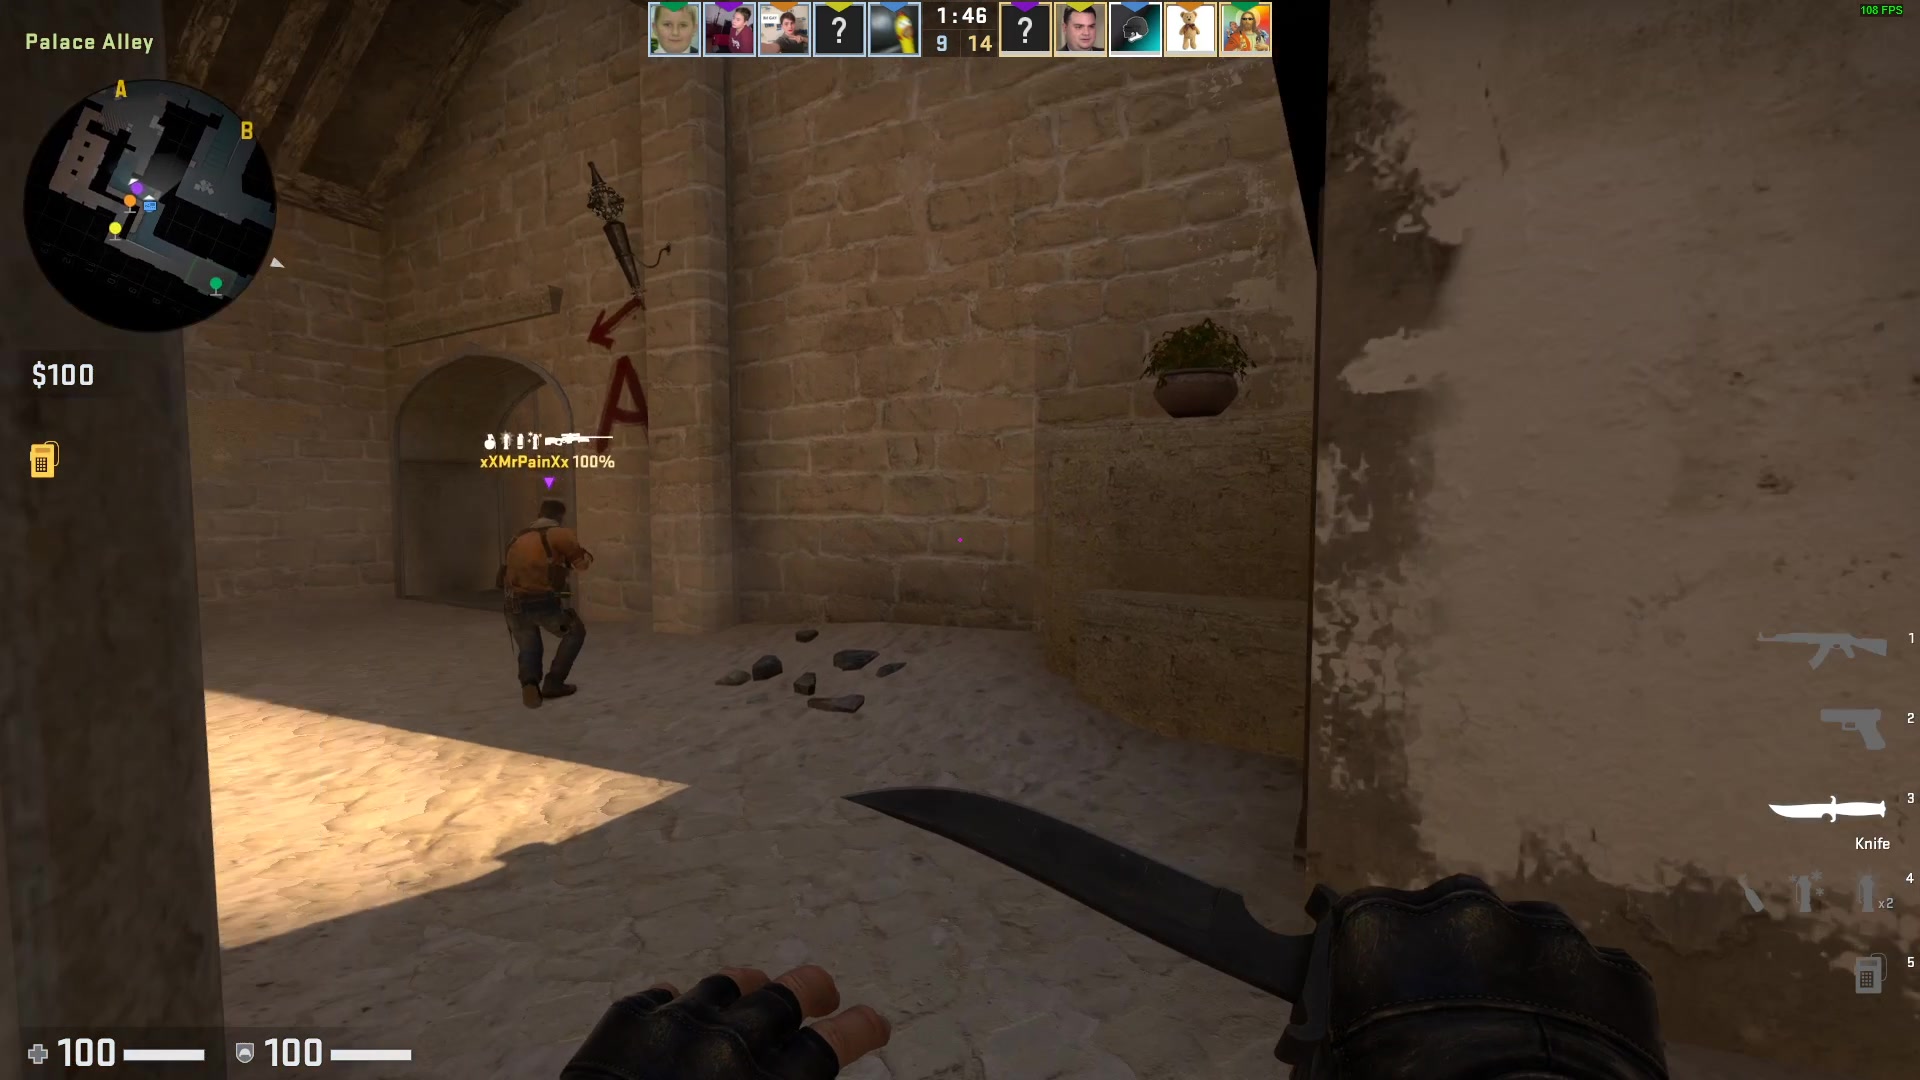 108 FPS
Palace Alley
1:46
9 14
? ?
A
B
$100
A
xXMrPainXx 100%
1
2
3
Knife
4
x2
5
100 100